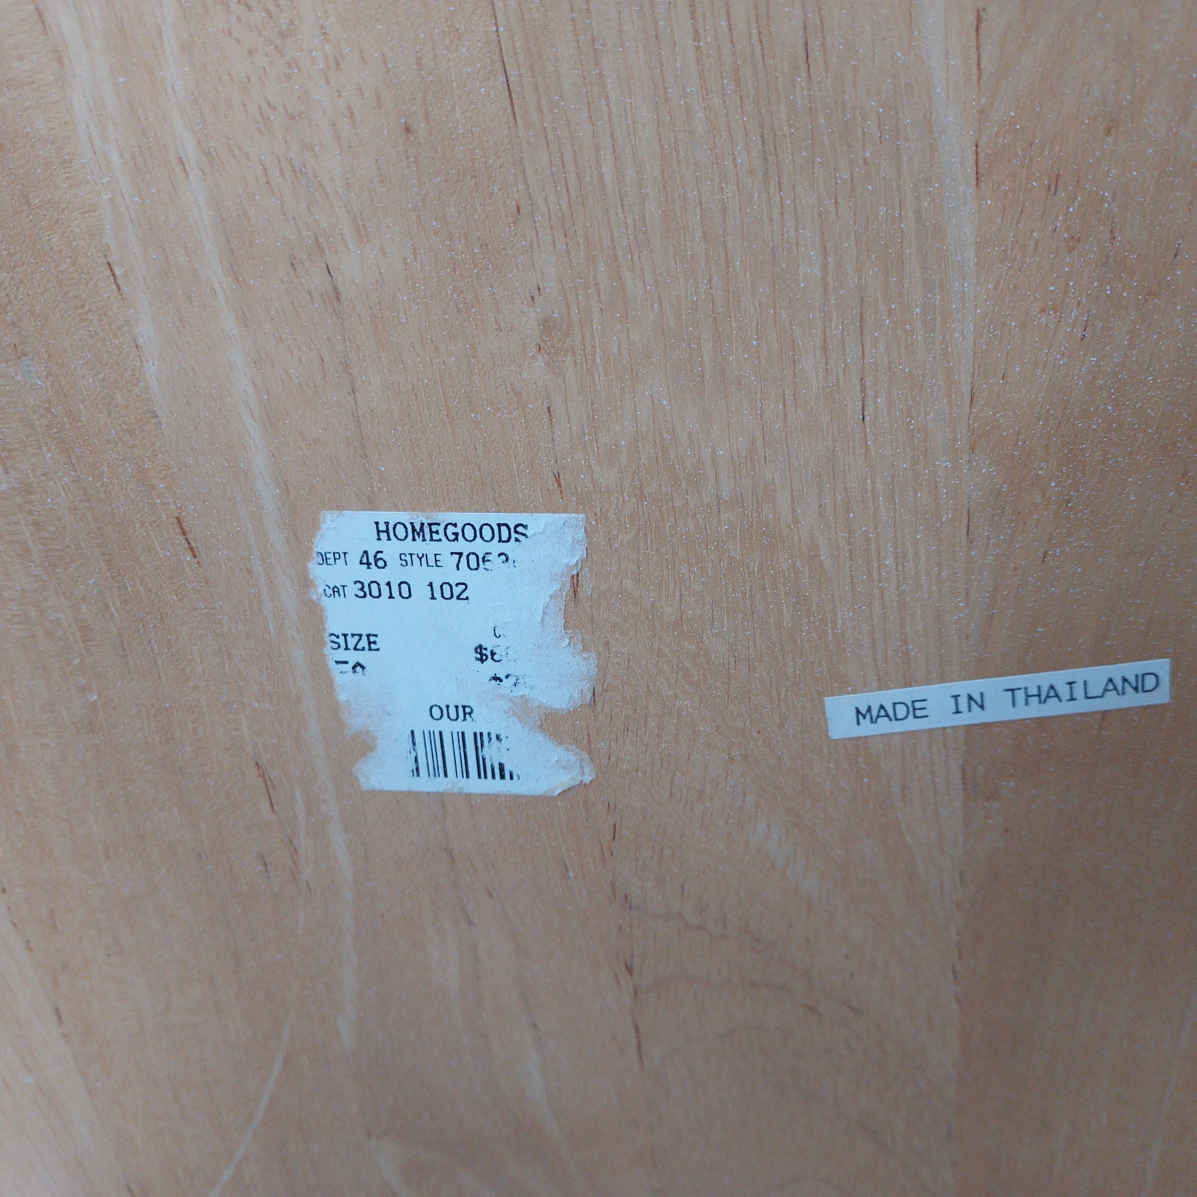 HOMEGOODS
DEPT 46 STYLE
CAT 3010 102
SIZE
OUR
MADE IN THAILAND